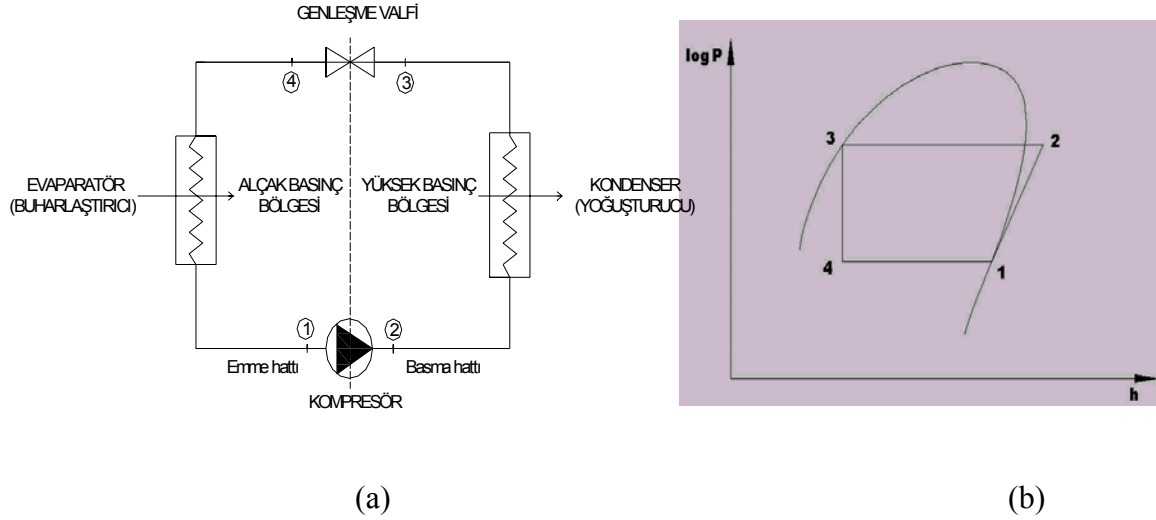 GENLEŞME VALFİ
4
3
EVAPARATÖR
(BUHARLAŞTIRICI)
ALÇAK BASINÇ
BÖLGESİ
YÜKSEK BASINÇ
BÖLGESİ
KONDENSER
(YOĞUŞTURUCU)
1
2
Emme hattı
Basma hattı
KOMPRESÖR
(a)
log P
3
2
4
1
h
(b)